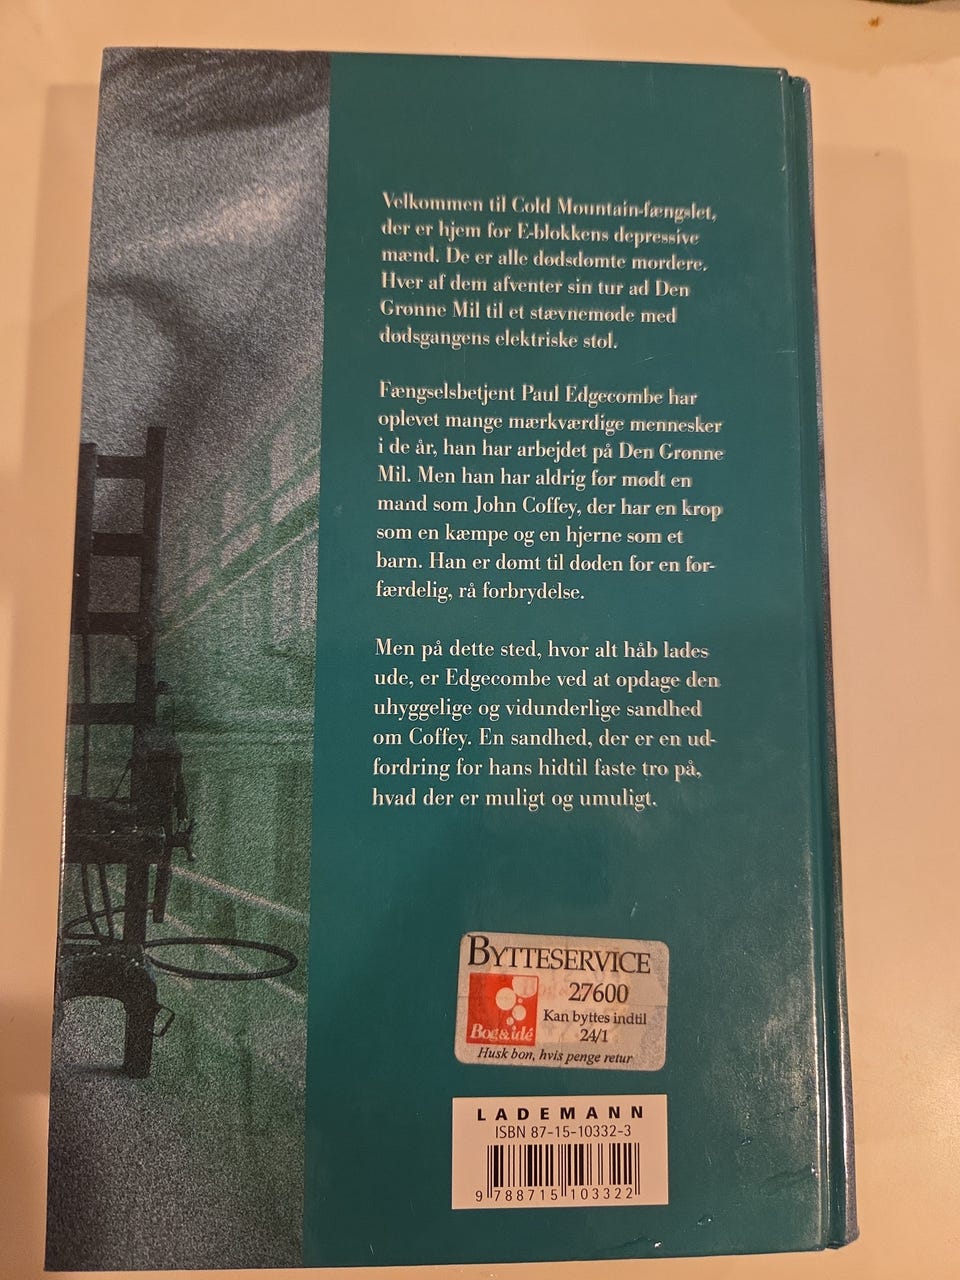 Velkommen til Cold Mountain-fængslet,
der er hjem for E-blokkens depressive
mænd. De er alle dødsdømte mordere.
Hver af dem afventer sin tur ad Den
Grønne Mil til et stævnemøde med
dødsgangens elektriske stol.
Fængselsbetjent Paul Edgecombe har
oplevet mange mærkværdige mennesker
i de år, han har arbejdet på Den Grønne
Mil. Men han har aldrig før mødt en
mand som John Coffey, der har en krop
som en kæmpe og en hjerne som et
barn. Han er dømt til døden for en for-
færdelig, rå forbrydelse.
Men på dette sted, hvor alt håb lades
ude, er Edgecombe ved at opdage den
uhyggelige og vidunderlige sandhed
om Coffey. En sandhed, der er en ud-
fordring for hans hidtil faste tro på,
hvad der er muligt og umuligt.
BYTTESERVICE
27600
Kan byttes indtil
24/1
Bog&idé
Husk bon, hvis penge retur
LADEMANN
ISBN 87-15-10332-3
9 788715 103322